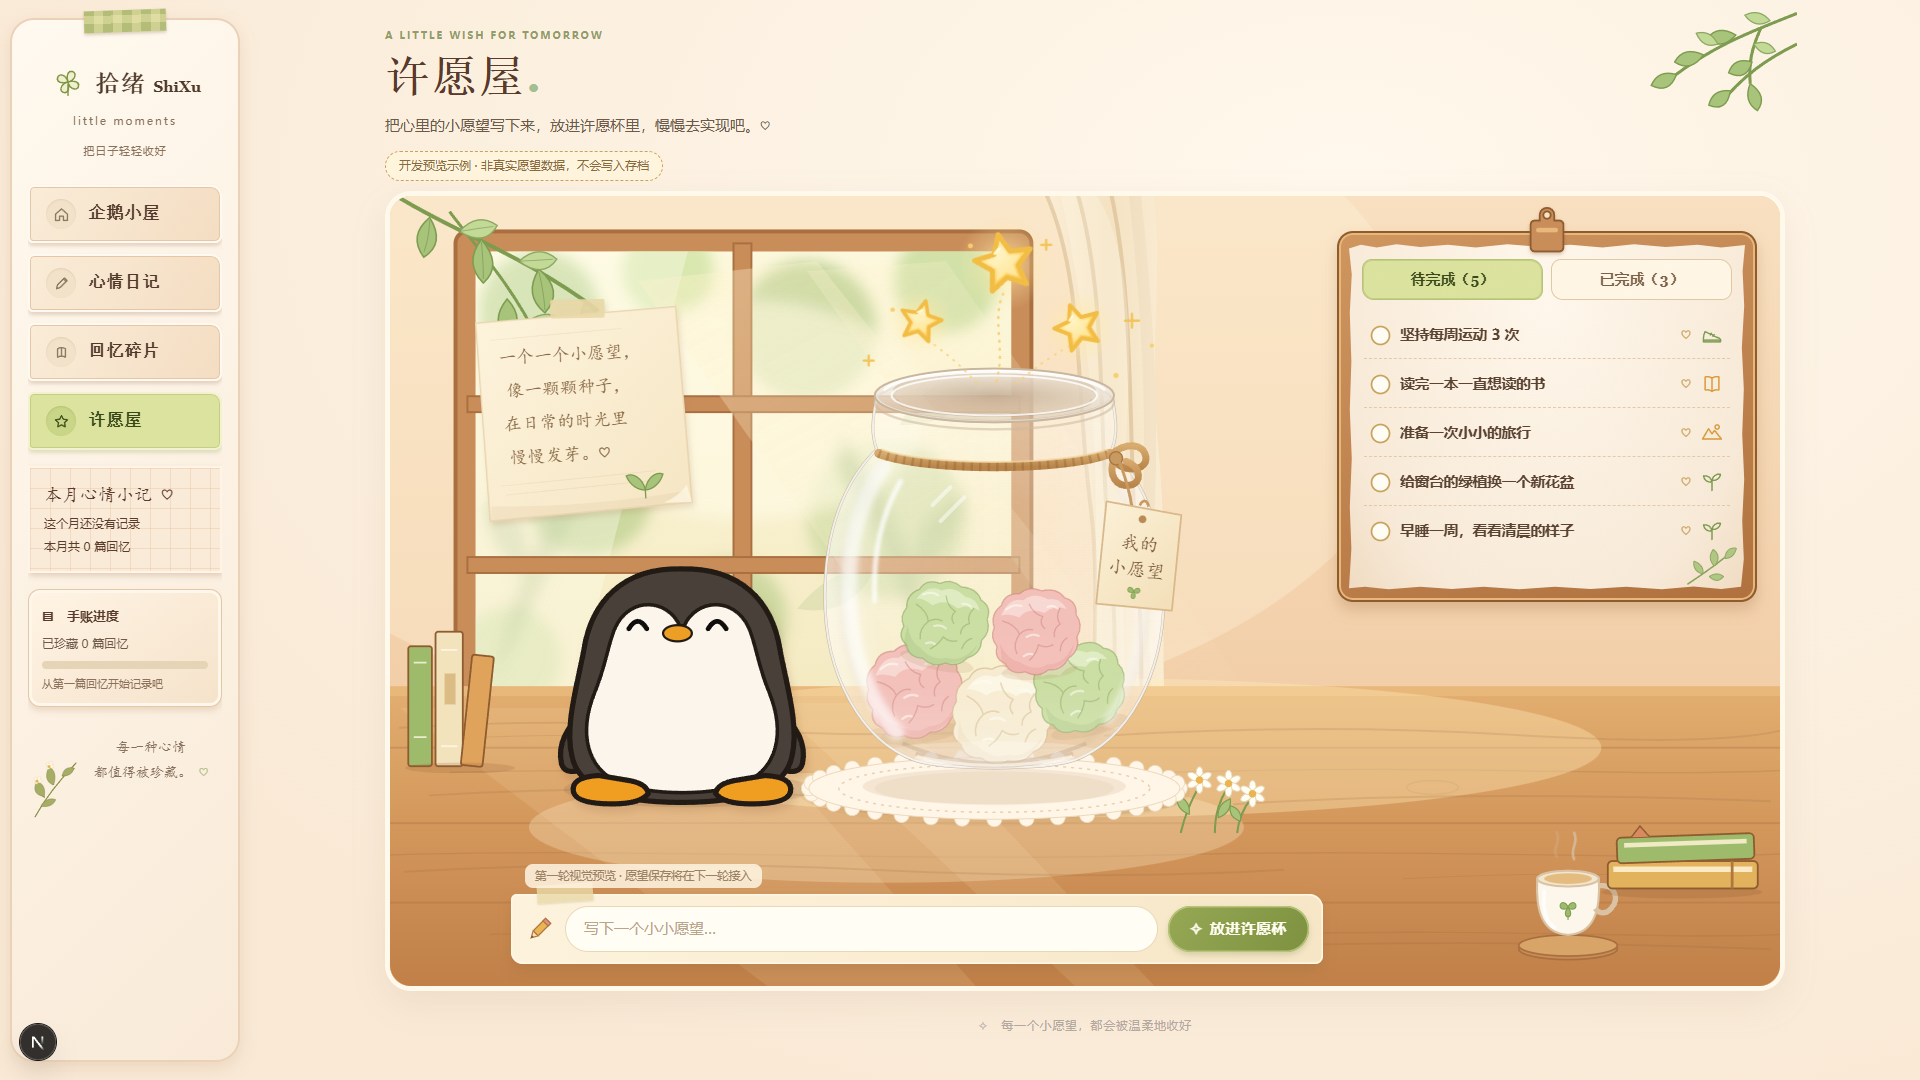 拾绪 ShiXu
little moments
把日子轻轻收好
企鹅小屋
心情日记
回忆碎片
许愿屋
本月心情小记 ♡
这个月还没有记录
本月共 0 篇回忆
手账进度
已珍藏 0 篇回忆
从第一篇回忆开始记录吧
每一种心情
都值得被珍藏。 ♡
N
A LITTLE WISH FOR TOMORROW
许愿屋
把心里的小愿望写下来，放进许愿杯里，慢慢去实现吧。♡
开发预览示例 · 非真实愿望数据，不会写入存档
一个一个小愿望，
像一颗颗种子，
在日常的时光里
慢慢发芽。♡
我的
小愿望
待完成（5）
已完成（3）
坚持每周运动 3 次
读完一本一直想读的书
准备一次小小的旅行
给窗台的绿植换一个新花盆
早睡一周，看看清晨的样子
第一轮视觉预览 · 愿望保存将在下一轮接入
写下一个小小愿望...
✧ 放进许愿杯
✧ 每一个小愿望，都会被温柔地收好